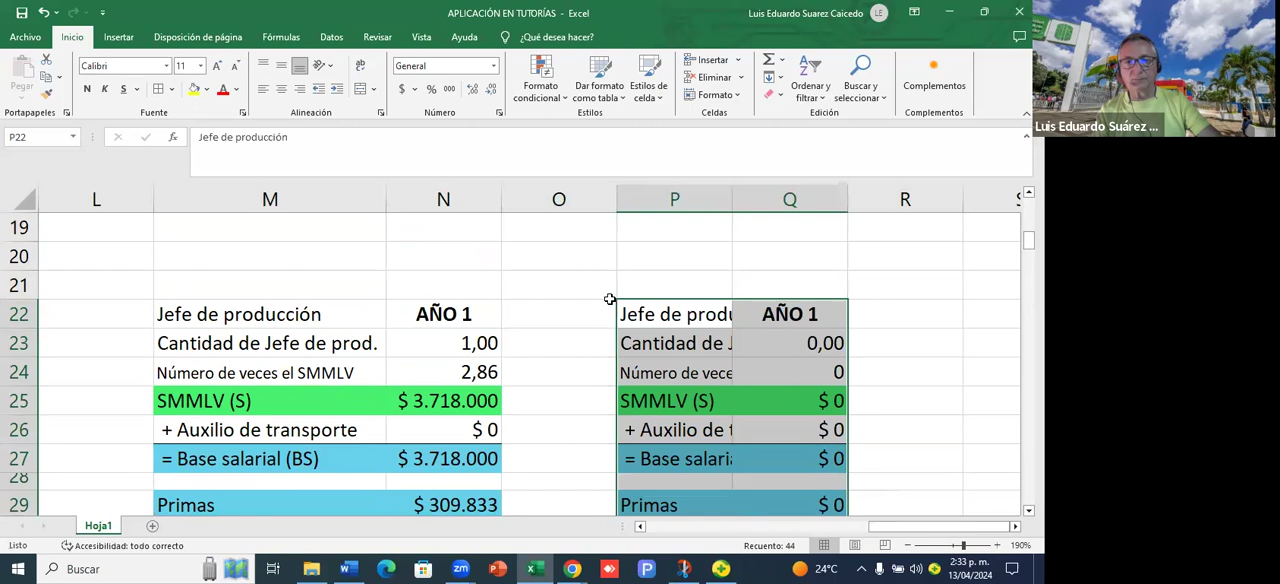 APLICACIÓN EN TUTORÍAS - Excel
Luis Eduardo Suarez Caicedo LE
Archivo Inicio Insertar Disposición de página Fórmulas Datos Revisar Vista Ayuda ¿Qué desea hacer?
Calibri 11 General
Pegar
N K S
$ % 000
Formato condicional
Dar formato como tabla
Estilos de celda
Insertar
Eliminar
Formato
Ordenar y filtrar
Buscar y seleccionar
Complementos
Portapapeles Fuente Alineación Número Estilos Celdas Edición Complementos
Luis Eduardo Suárez ...
P22 fx Jefe de producción
L M N O P Q R S
19
20
21
22 Jefe de producción AÑO 1 Jefe de produ AÑO 1
23 Cantidad de Jefe de prod. 1,00 Cantidad de J 0,00
24 Número de veces el SMMLV 2,86 Número de vece 0
25 SMMLV (S) $ 3.718.000 SMMLV (S) $ 0
26 + Auxilio de transporte $ 0 + Auxilio de t $ 0
27 = Base salarial (BS) $ 3.718.000 = Base salaria $ 0
28
29 Primas $ 309.833 Primas $ 0
Hoja1
Listo Accesibilidad: todo correcto Recuento: 44 190%
Buscar 24°C 2:33 p. m.
13/04/2024